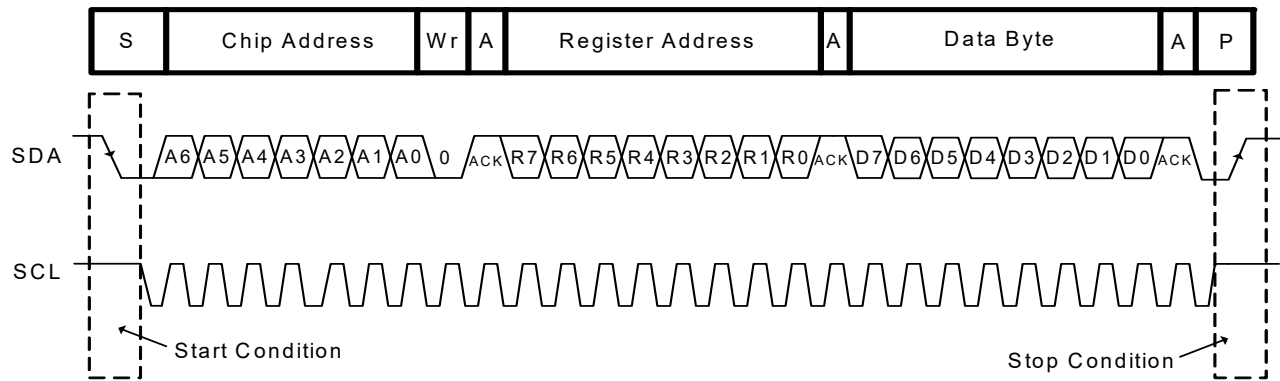 S Chip Address Wr A Register Address A Data Byte A P
SDA A6 A5 A4 A3 A2 A1 A0 0 ACK R7 R6 R5 R4 R3 R2 R1 R0 ACK D7 D6 D5 D4 D3 D2 D1 D0 ACK
SCL
Start Condition
Stop Condition